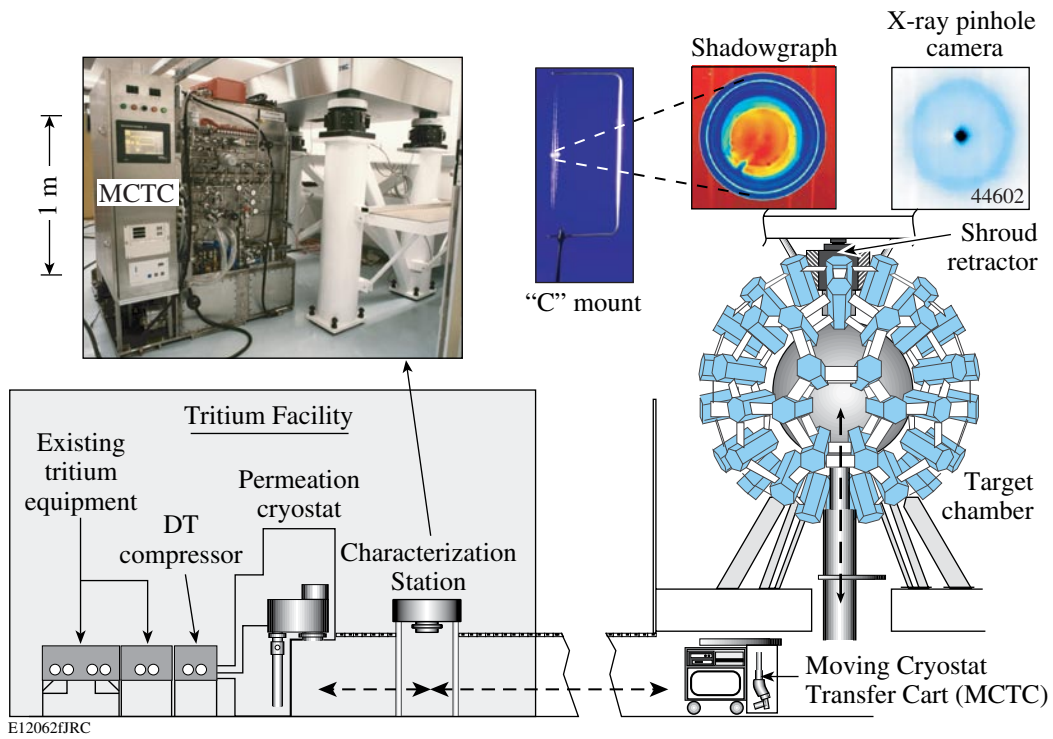 Shadowgraph
X-ray pinhole
camera
MCTC
1 m
44602
"C" mount
Shroud
retractor
Tritium Facility
Existing
tritium
equipment
Permeation
cryostat
DT
compressor
Characterization
Station
Target
chamber
Moving Cryostat
Transfer Cart (MCTC)
E12062fJRC